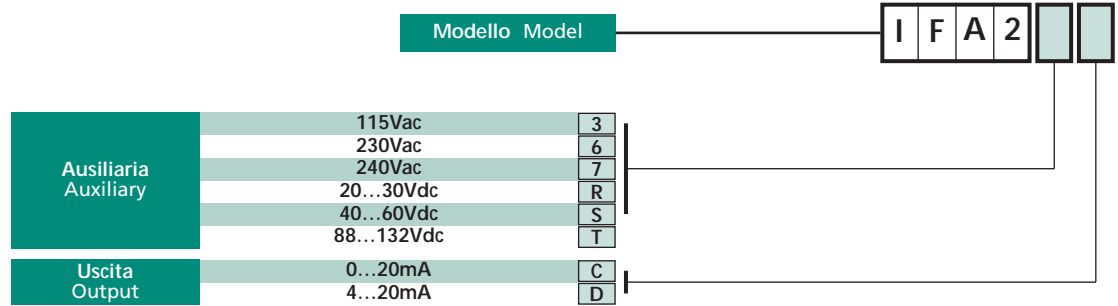 Modello Model IFA2
115Vac 3
230Vac 6
Ausiliaria 240Vac 7
Auxiliary 20...30Vdc R
40...60Vdc S
88...132Vdc T
Uscita 0...20mA C
Output 4...20mA D